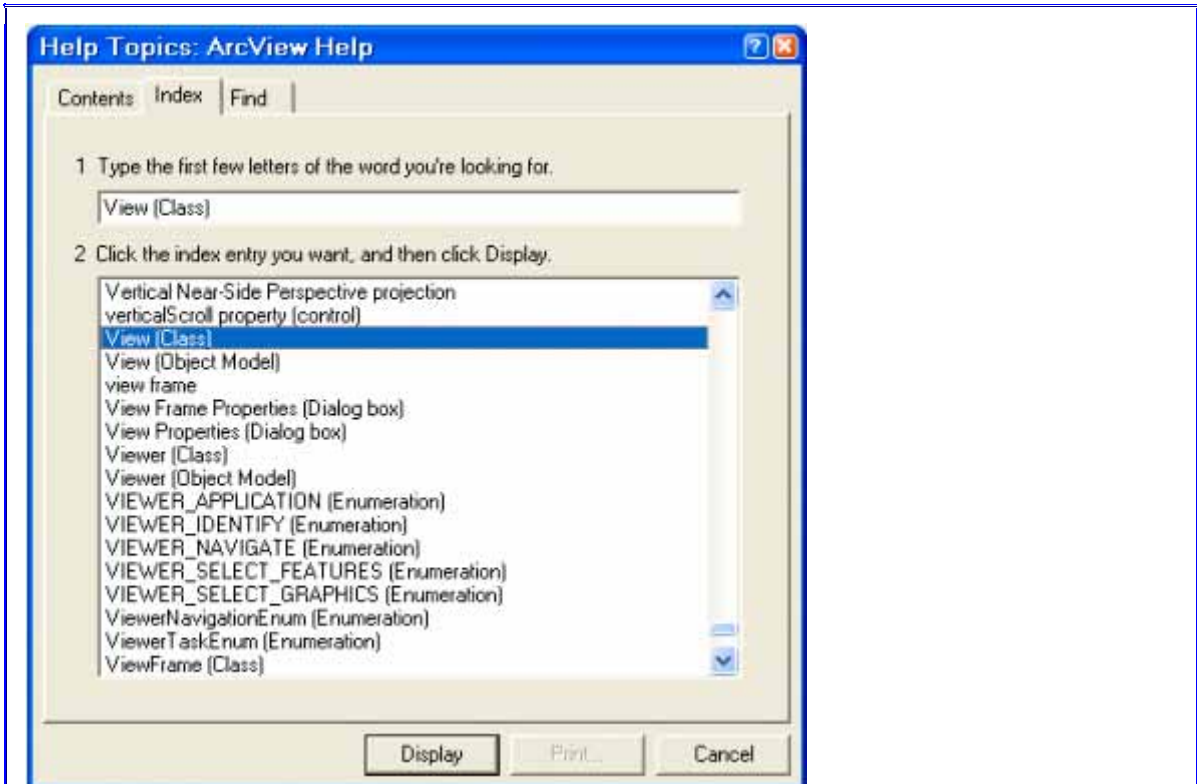 Help Topics: ArcView Help
Contents Index Find
1 Type the first few letters of the word you're looking for.
View (Class)
2 Click the index entry you want, and then click Display.
Vertical Near-Side Perspective projection
verticalScroll property (control)
View (Class)
View (Object Model)
view frame
View Frame Properties (Dialog box)
View Properties (Dialog box)
Viewer (Class)
Viewer (Object Model)
VIEWER_APPLICATION (Enumeration)
VIEWER_IDENTIFY (Enumeration)
VIEWER_NAVIGATE (Enumeration)
VIEWER_SELECT_FEATURES (Enumeration)
VIEWER_SELECT_GRAPHICS (Enumeration)
ViewerNavigationEnum (Enumeration)
ViewerTaskEnum (Enumeration)
ViewFrame (Class)
Display Print... Cancel